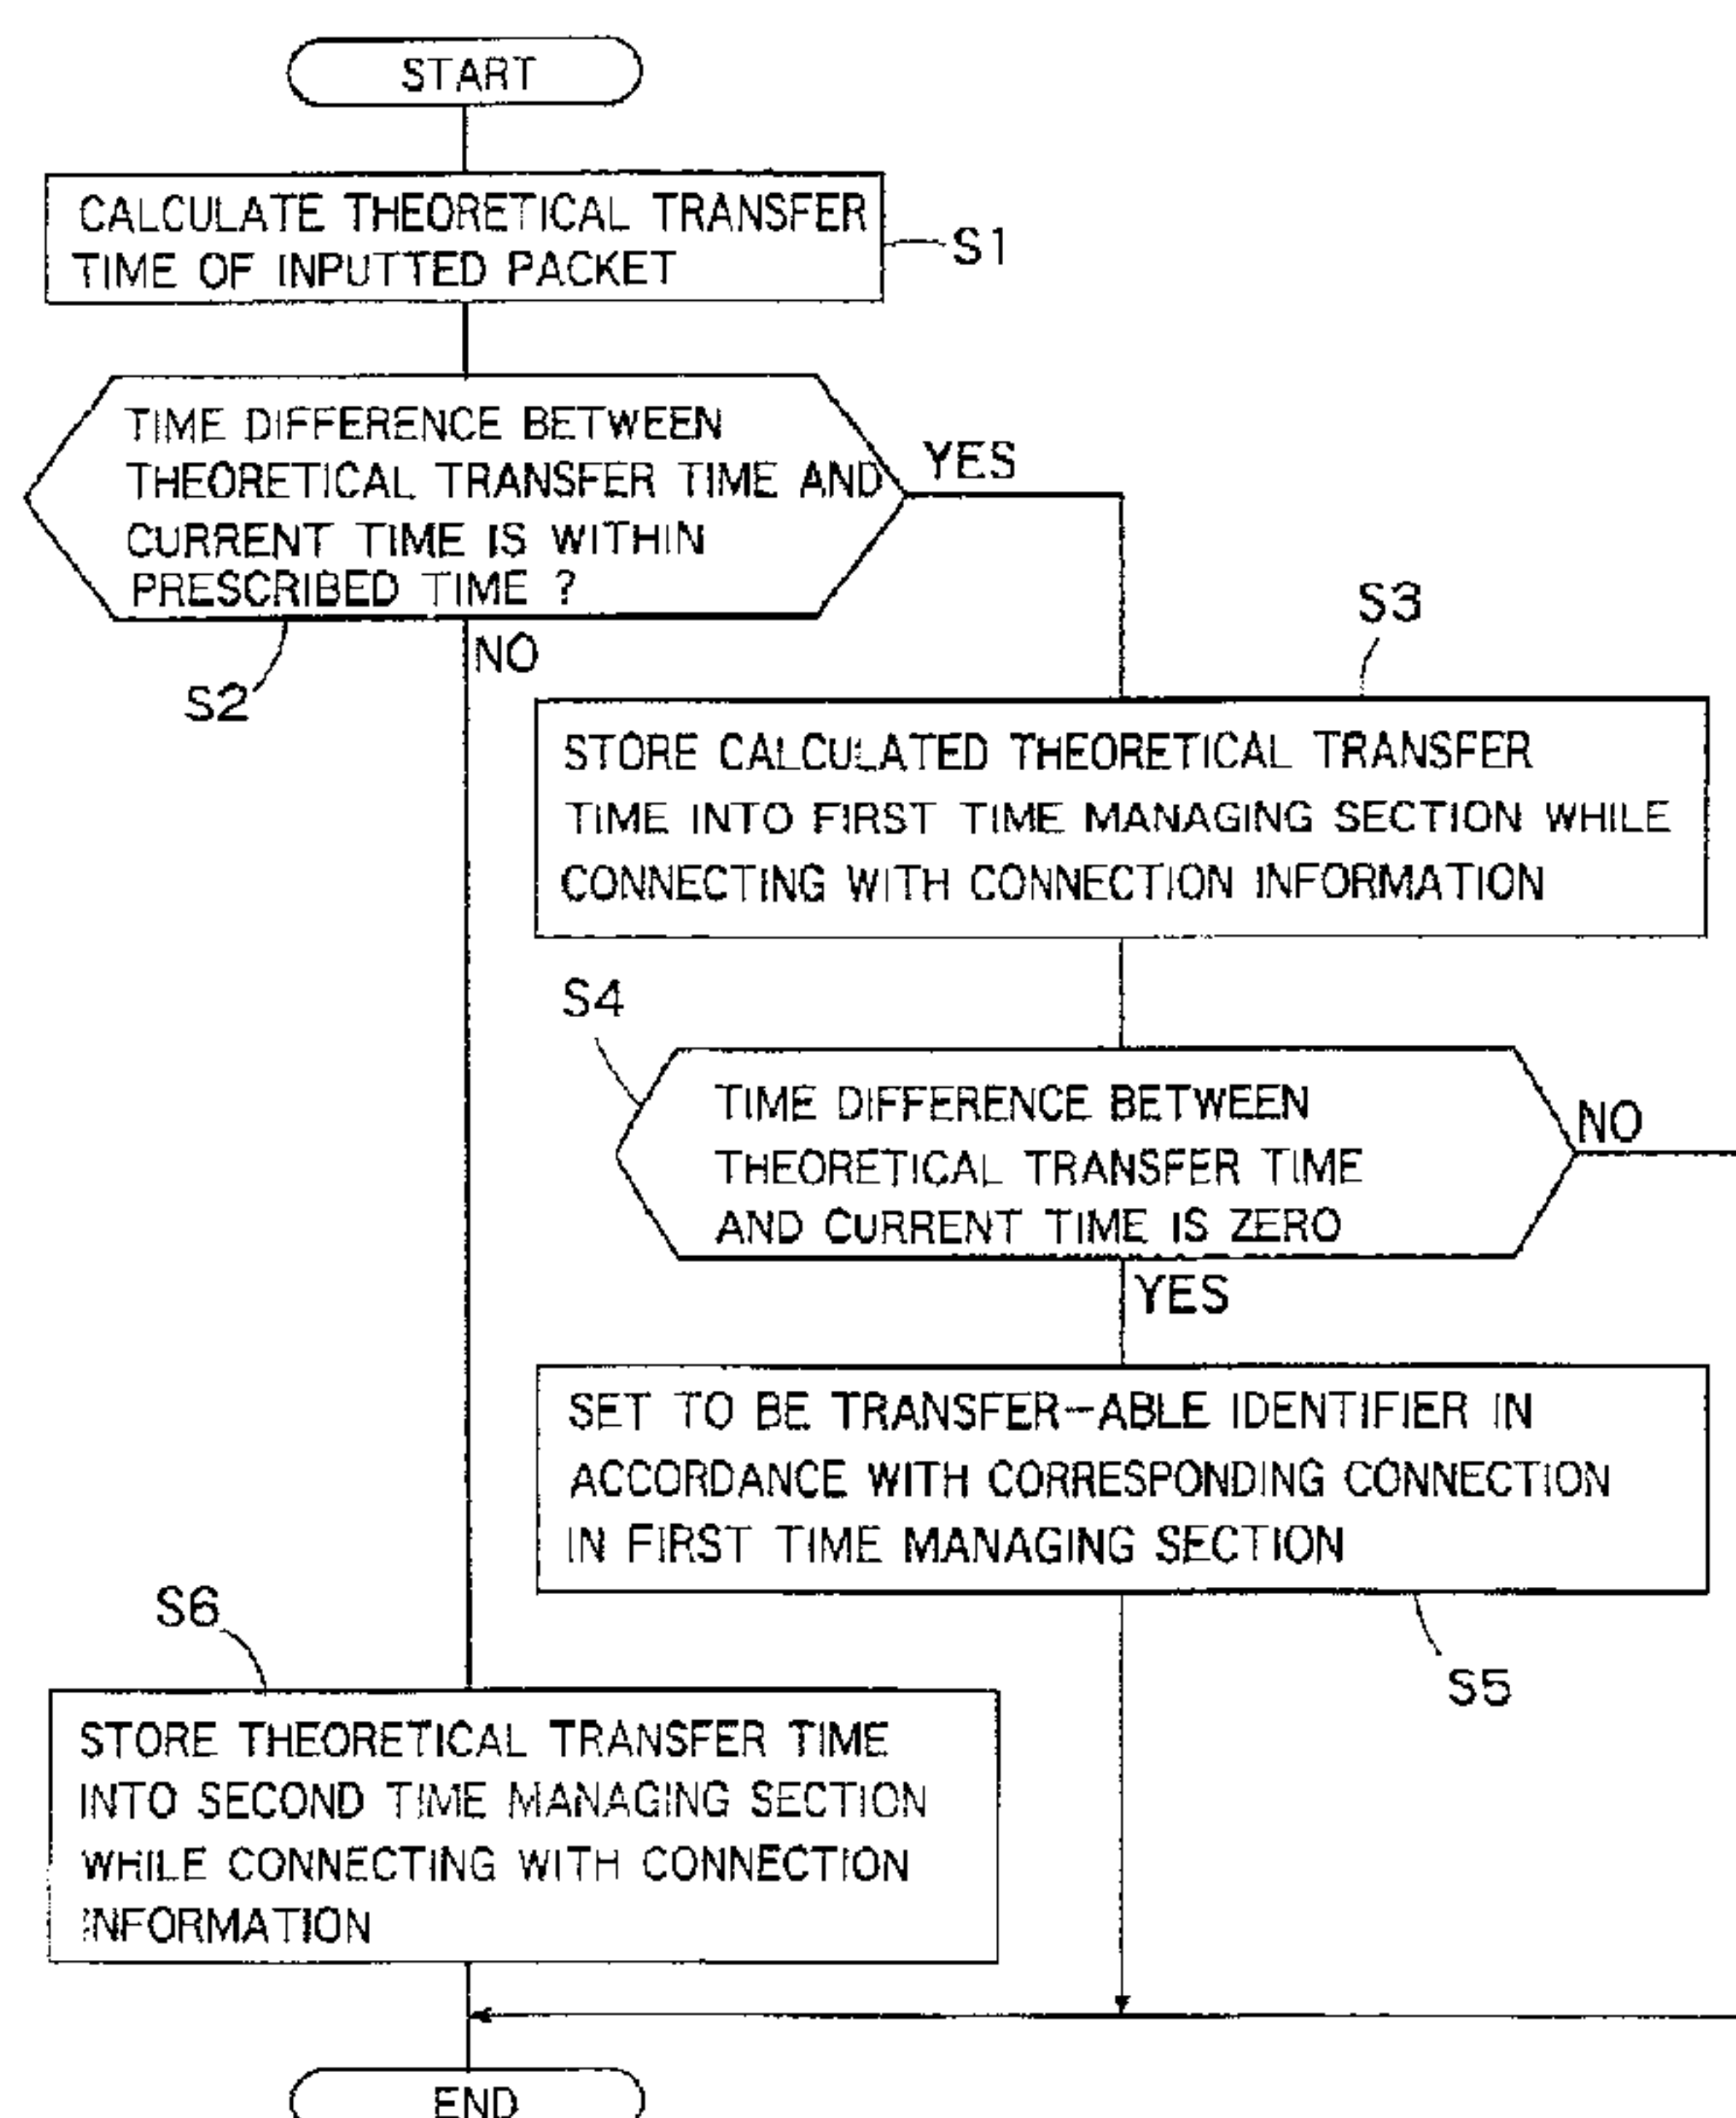 START
CALCULATE THEORETICAL TRANSFER
TIME OF INPUTTED PACKET
S1
TIME DIFFERENCE BETWEEN
THEORETICAL TRANSFER TIME AND
CURRENT TIME IS WITHIN
PRESCRIBED TIME ?
YES
NO
S2
S3
STORE CALCULATED THEORETICAL TRANSFER
TIME INTO FIRST TIME MANAGING SECTION WHILE
CONNECTING WITH CONNECTION INFORMATION
S4
TIME DIFFERENCE BETWEEN
THEORETICAL TRANSFER TIME
AND CURRENT TIME IS ZERO
NO
YES
SET TO BE TRANSFER-ABLE IDENTIFIER IN
ACCORDANCE WITH CORRESPONDING CONNECTION
IN FIRST TIME MANAGING SECTION
S5
S6
STORE THEORETICAL TRANSFER TIME
INTO SECOND TIME MANAGING SECTION
WHILE CONNECTING WITH CONNECTION
INFORMATION
END